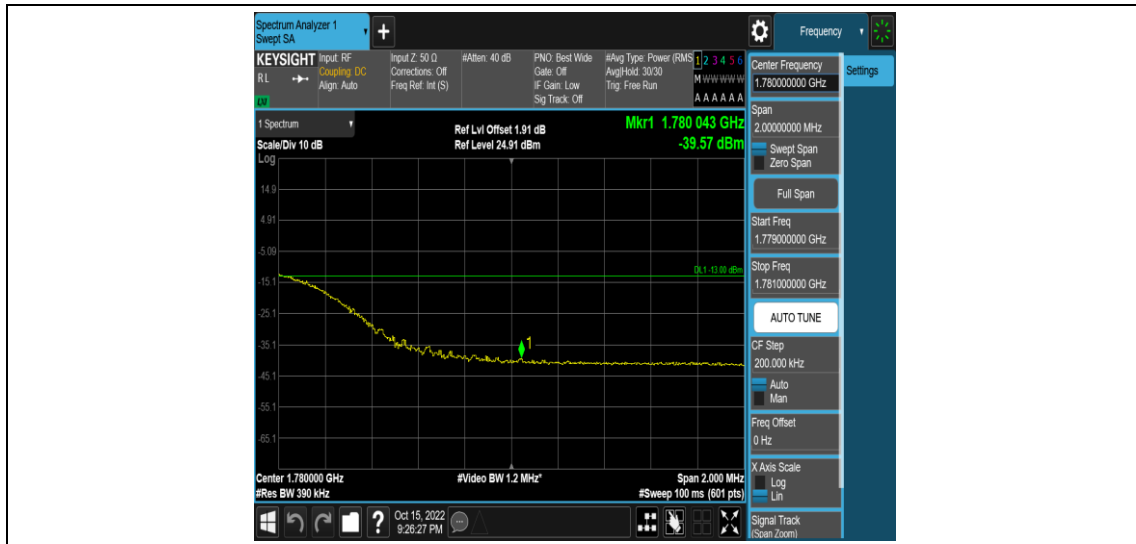 Spectrum Analyzer 1
Swept SA
+
Frequency
KEYSIGHT
R L
LNI
Input: RF
Coupling: DC
Align: Auto
Input Z: 50 Ω
Corrections: Off
Freq Ref: Int (S)
#Atten: 40 dB
PNO: Best Wide
Gate: Off
IF Gain: Low
Sig Track: Off
#Avg Type: Power (RMS
Avg|Hold: 30/30
Trig: Free Run
1 2 3 4 5 6
M W W W W W
A A A A A A
1 Spectrum
Ref Lvl Offset 1.91 dB
Mkr1 1.780 043 GHz
Scale/Div 10 dB
Ref Level 24.91 dBm
-39.57 dBm
Log
14.9
4.91
-5.09
DL1 -13.00 dBm
-15.1
-25.1
-35.1
1
-45.1
-55.1
-65.1
Center 1.780000 GHz
#Video BW 1.2 MHz*
Span 2.000 MHz
#Res BW 390 kHz
#Sweep 100 ms (601 pts)
Center Frequency
1.780000000 GHz
Settings
Span
2.00000000 MHz
Swept Span
Zero Span
Full Span
Start Freq
1.779000000 GHz
Stop Freq
1.781000000 GHz
AUTO TUNE
CF Step
200.000 kHz
Auto
Man
Freq Offset
0 Hz
X Axis Scale
Log
Lin
Signal Track
(Span Zoom)
?
Oct 15, 2022
9:26:27 PM